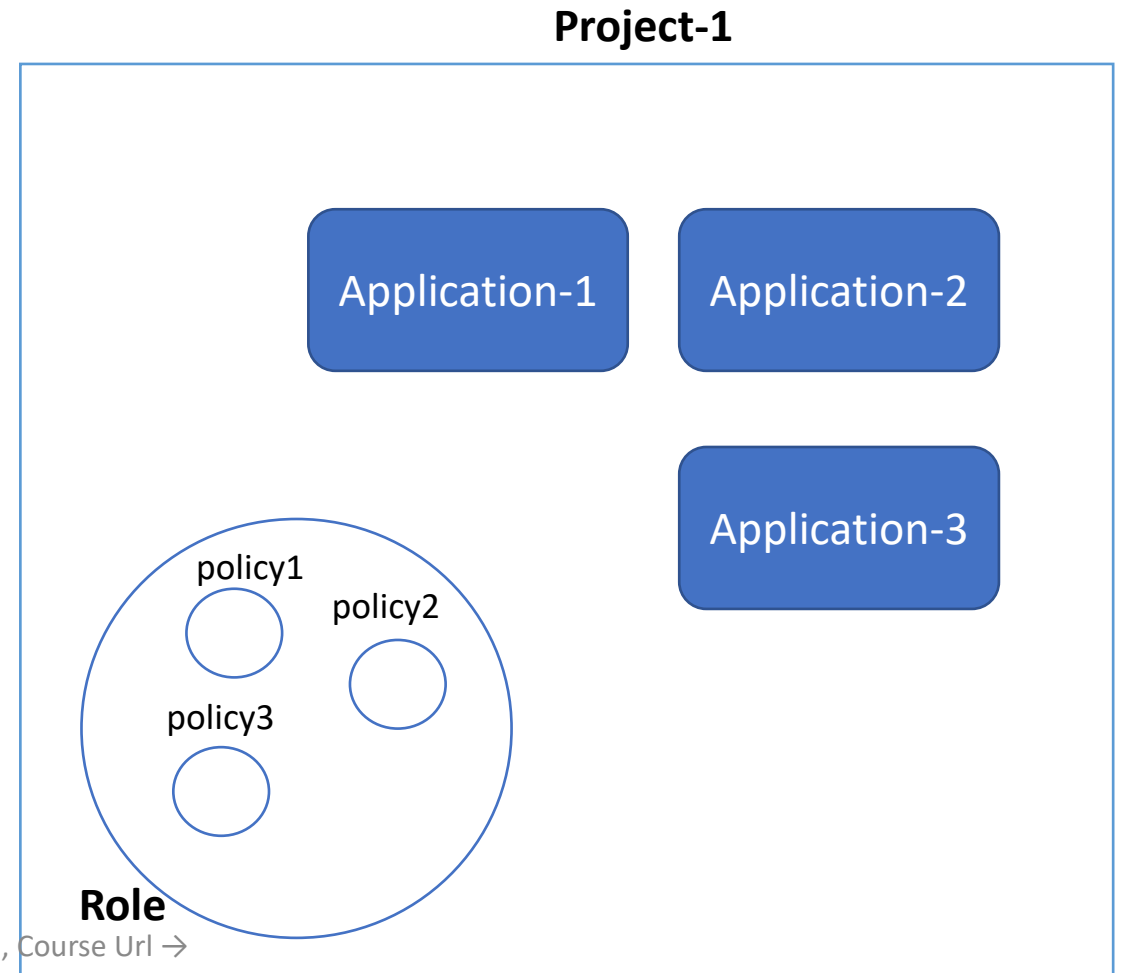 Project-1
Application-1
Application-2
Application-3
policy1
policy2
policy3
Role
, Course Url →